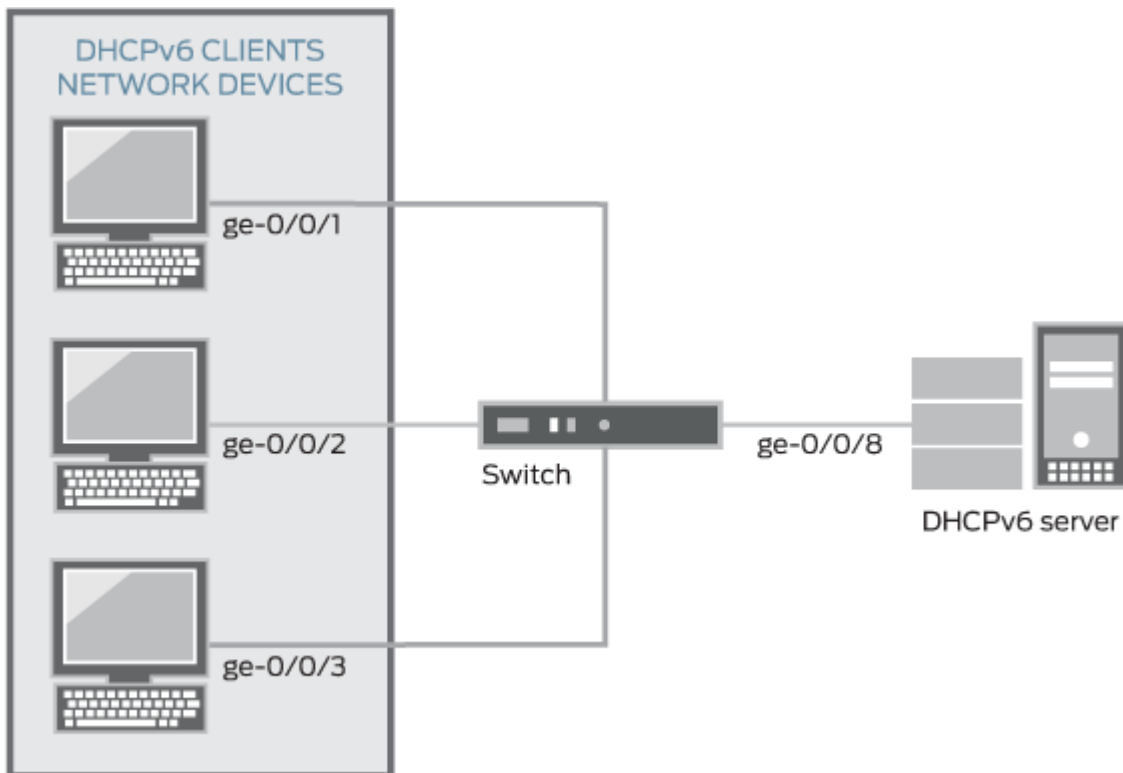 DHCPv6 CLIENTS
NETWORK DEVICES
ge-0/0/1
ge-0/0/2
ge-0/0/3
Switch
ge-0/0/8
DHCPv6 server